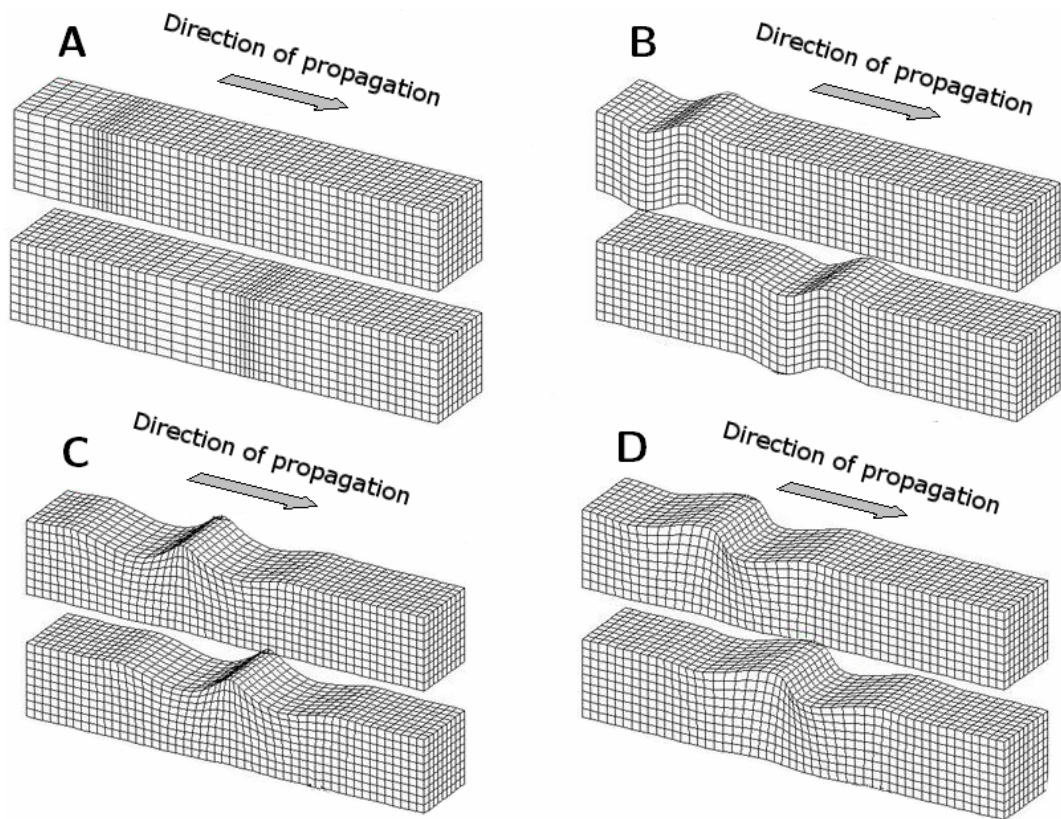 A
Direction of propagation
B
Direction of propagation
C
Direction of propagation
D
Direction of propagation